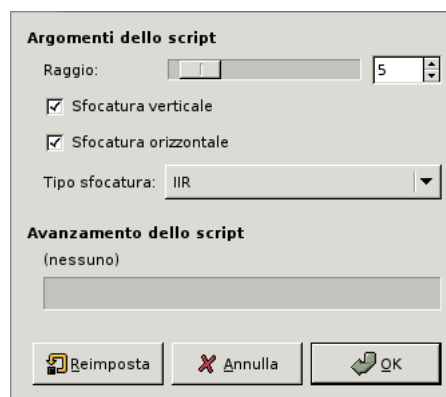 Argomenti dello script
Raggio: 5
Sfocatura verticale
Sfocatura orizzontale
Tipo sfocatura: IIR
Avanzamento dello script
(nessuno)
Reimposta Annulla OK